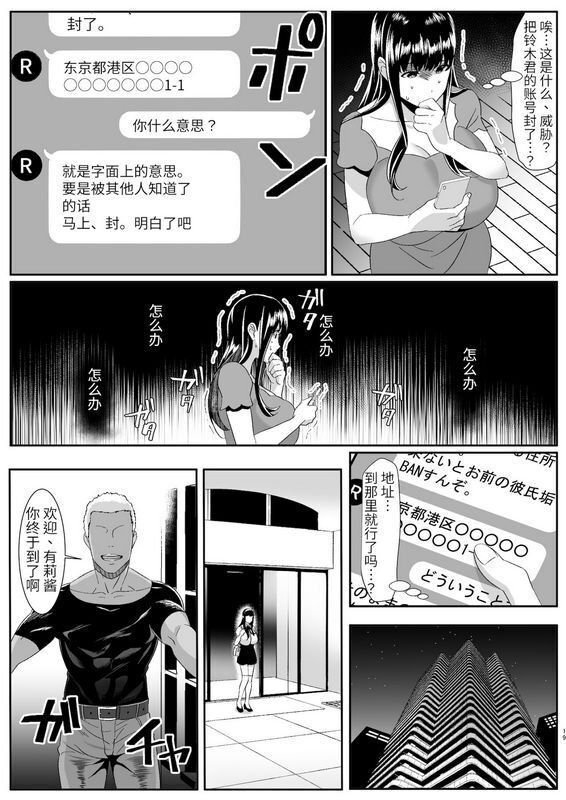 唉…这是什么、威胁？
把铃木君的账号封了…？
…？
封了。
R
东京都港区○○○○
○○○○○○○1-1
你什么意思？
R
就是字面上的意思。
要是被其他人知道了
的话
马上、封。明白了吧
ポン
怎么办
怎么办
怎么办
怎么办
ガタ
ガタ
ガタ
の住所
来ないとお前の彼氏垢
BANすんぞ。
R
京都港区○○○○○
○○○○○1-
どういうこと
地址…
到那里就行了吗…？
欢迎、有莉酱
你终于到了啊
ガチャ
19